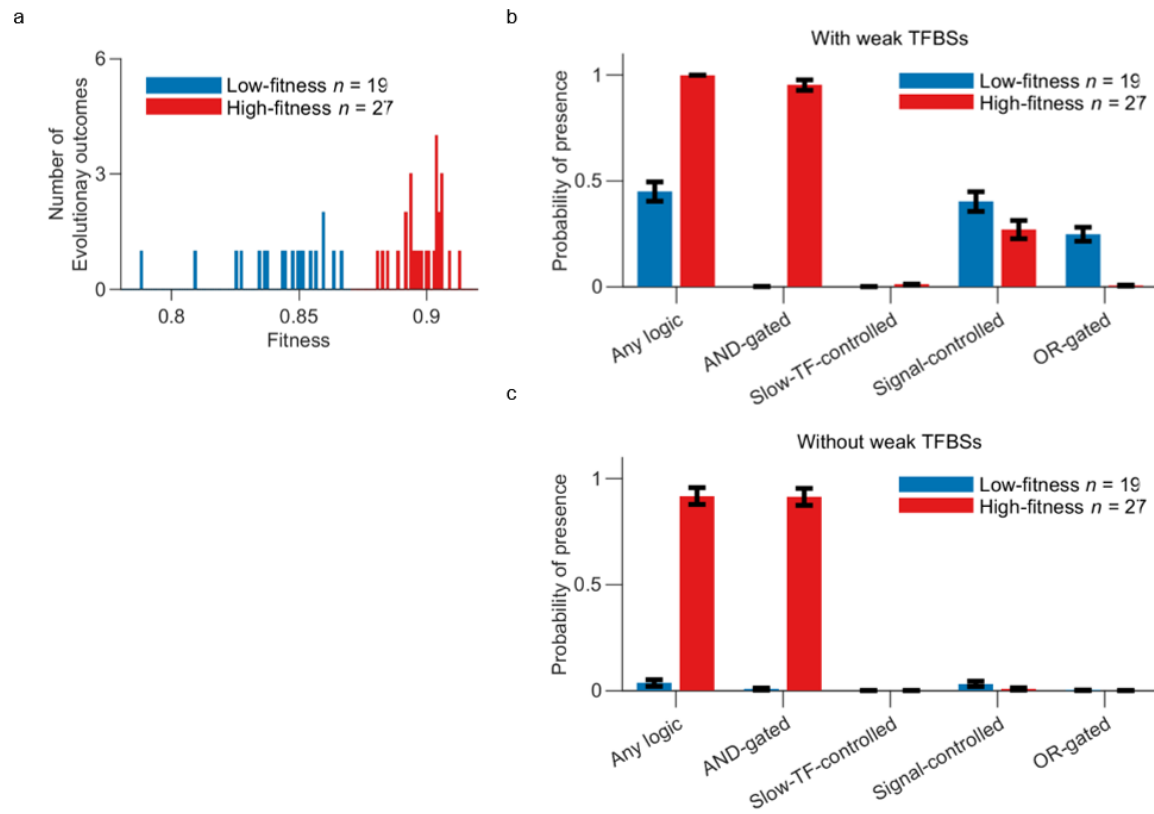 a
6
3
0
Number of
Evolutionay outcomes
Low-fitness n = 19
High-fitness n = 27
0.8
0.85
0.9
Fitness
b
With weak TFBSs
1
0.5
0
Probability of presence
Low-fitness n = 19
High-fitness n = 27
Any logic
AND-gated
Slow-TF-controlled
Signal-controlled
OR-gated
c
Without weak TFBSs
1
0.5
0
Probability of presence
Low-fitness n = 19
High-fitness n = 27
Any logic
AND-gated
Slow-TF-controlled
Signal-controlled
OR-gated